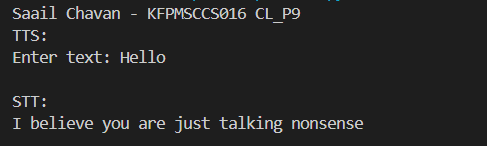 Saail Chavan - KFPMSCCS016 CL_P9
TTS:
Enter text: Hello
STT:
I believe you are just talking nonsense